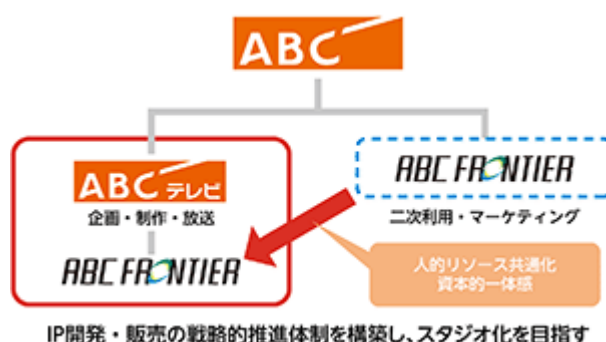 ABC
ABCテレビ
企画・制作・放送
ABC FRONTIER
ABC FRONTIER
二次利用・マーケティング
人的リソース共通化
資本的一体感
IP開発・販売の戦略的推進体制を構築し、スタジオ化を目指す